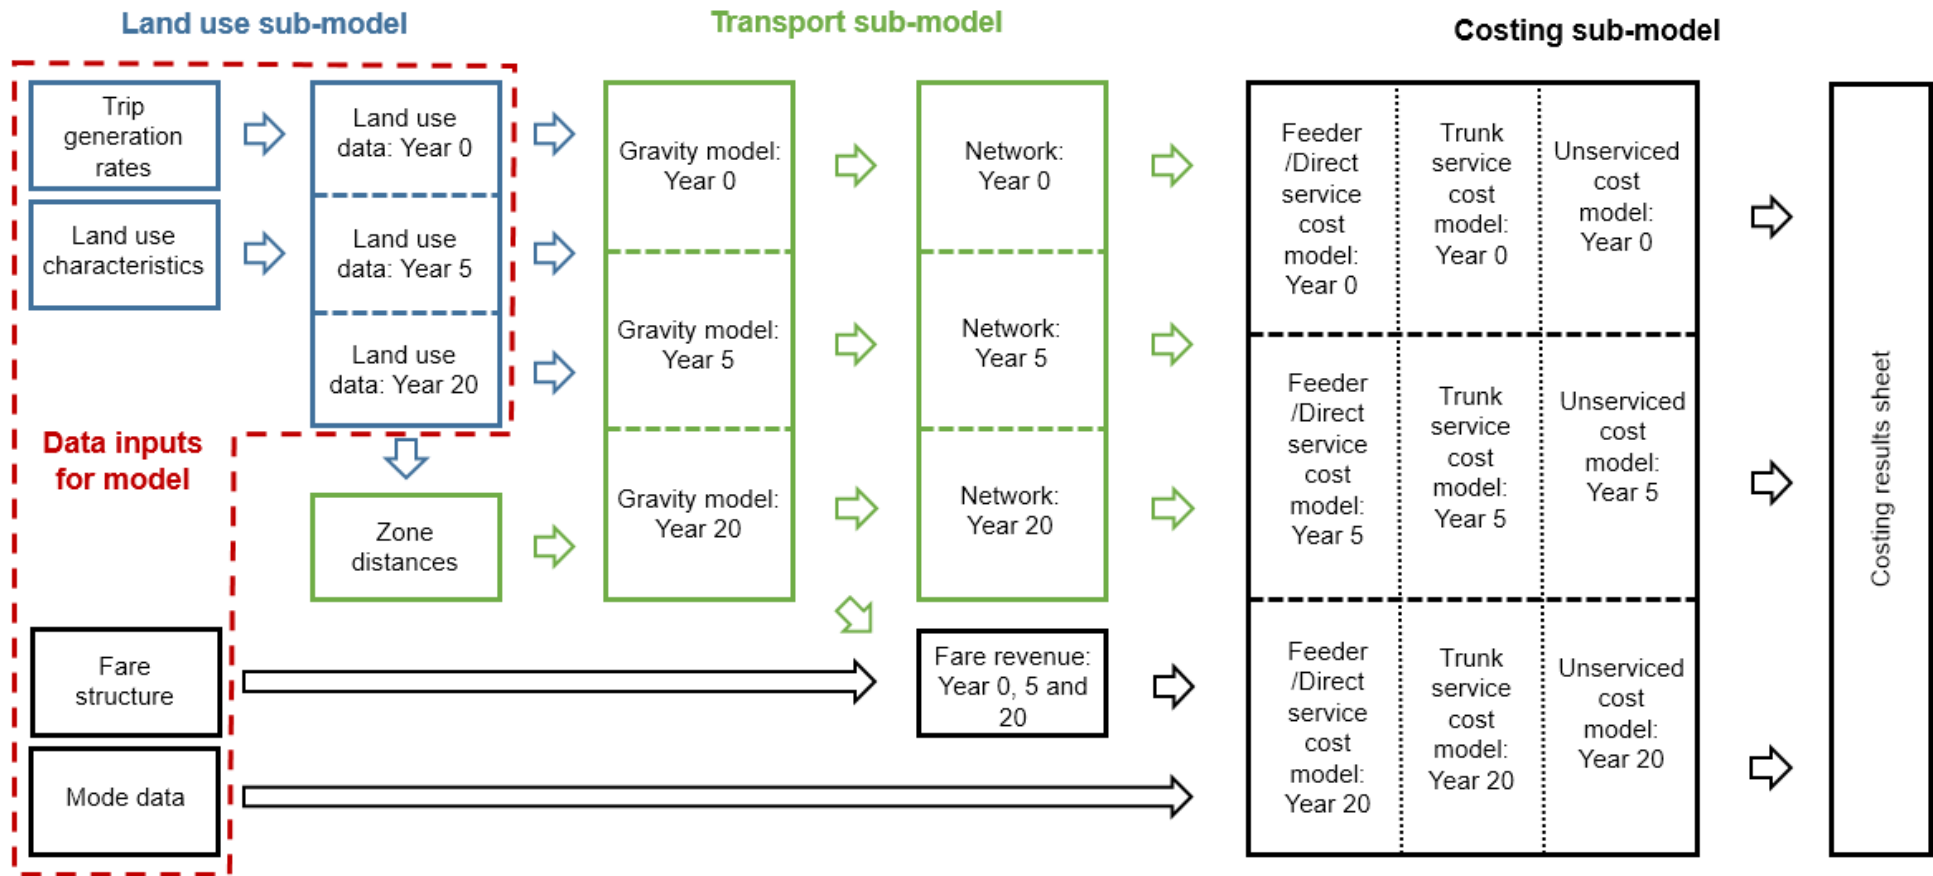 Land use sub-model
Transport sub-model
Costing sub-model
Trip
generation
rates
Land use
characteristics
Land use
data: Year 0
Land use
data: Year 5
Land use
data: Year 20
Data inputs
for model
Zone
distances
Fare
structure
Mode data
Gravity model:
Year 0
Gravity model:
Year 5
Gravity model:
Year 20
Network:
Year 0
Network:
Year 5
Network:
Year 20
Fare revenue:
Year 0, 5 and
20
Feeder
/Direct
service
cost
model:
Year 0
Trunk
service
cost
model:
Year 0
Unserviced
cost
model:
Year 0
Feeder
/Direct
service
cost
model:
Year 5
Trunk
service
cost
model:
Year 5
Unserviced
cost
model:
Year 5
Feeder
/Direct
service
cost
model:
Year 20
Trunk
service
cost
model:
Year 20
Unserviced
cost
model:
Year 20
Costing results sheet